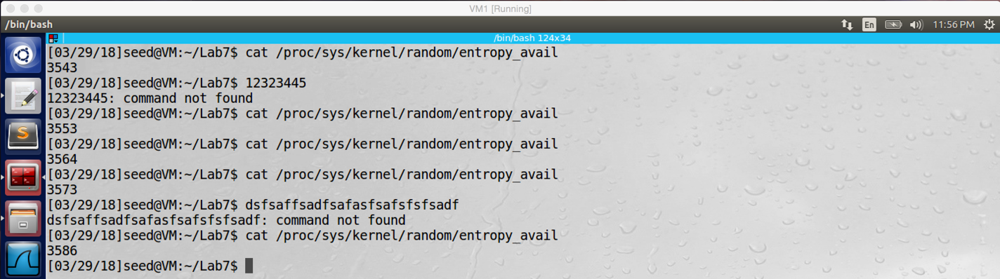 VM1 [Running]
/bin/bash En 11:56 PM
/bin/bash 124x34
[03/29/18]seed@VM:~/Lab7$ cat /proc/sys/kernel/random/entropy_avail
3543
[03/29/18]seed@VM:~/Lab7$ 12323445
12323445: command not found
[03/29/18]seed@VM:~/Lab7$ cat /proc/sys/kernel/random/entropy_avail
3553
[03/29/18]seed@VM:~/Lab7$ cat /proc/sys/kernel/random/entropy_avail
3564
[03/29/18]seed@VM:~/Lab7$ cat /proc/sys/kernel/random/entropy_avail
3573
[03/29/18]seed@VM:~/Lab7$ dsfsaffsadfsafasfsafsfsfsadf
dsfsaffsadfsafasfsafsfsfsadf: command not found
[03/29/18]seed@VM:~/Lab7$ cat /proc/sys/kernel/random/entropy_avail
3586
[03/29/18]seed@VM:~/Lab7$